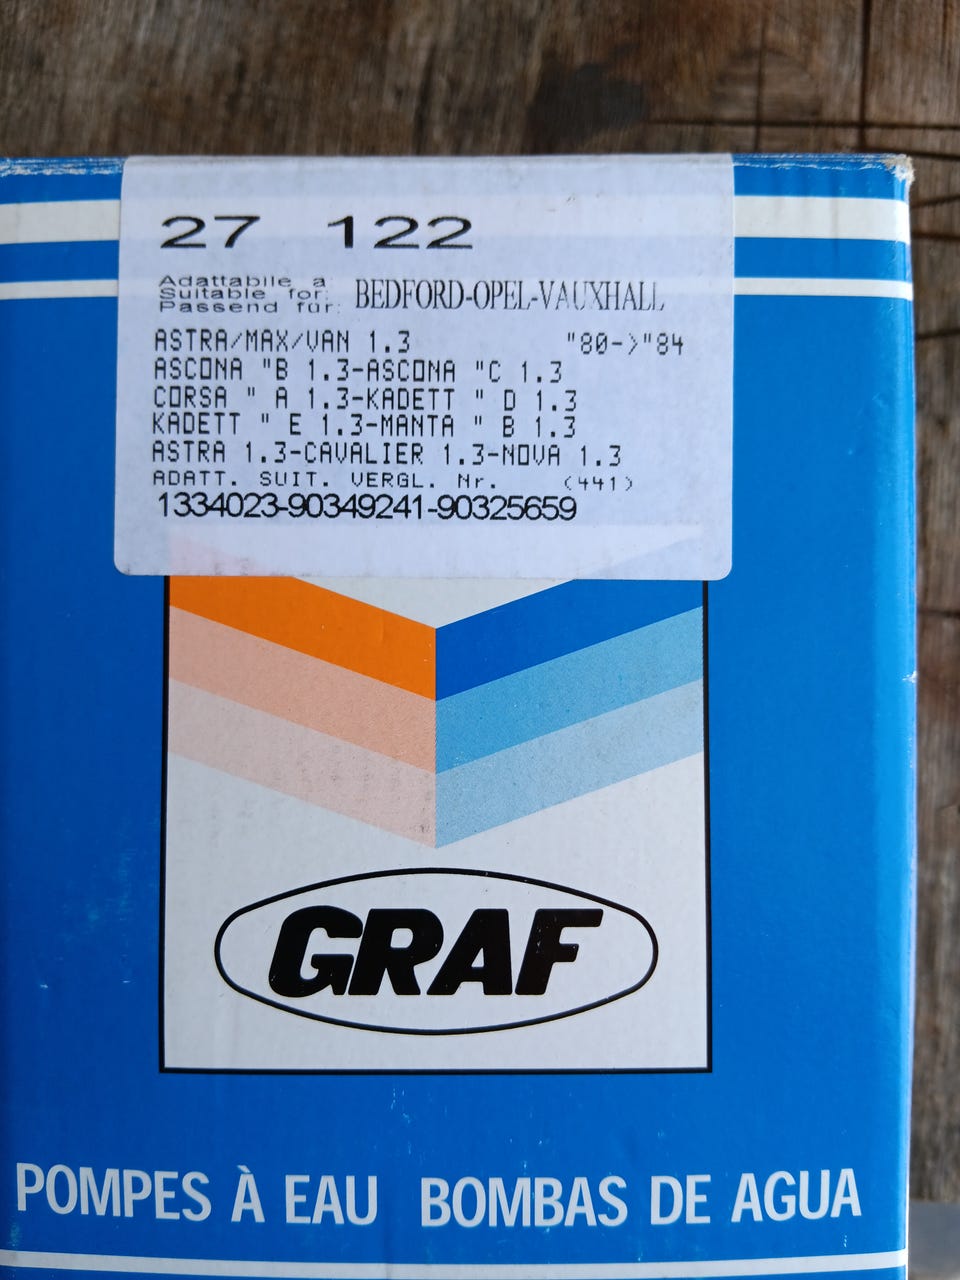 27 122
Adattabile a:
Suitable for:
Passend für:
BEDFORD-OPEL-VAUXHALL
ASTRA/MAX/VAN 1.3 "80->"84
ASCONA "B 1.3-ASCONA "C 1.3
CORSA " A 1.3-KADETT " D 1.3
KADETT " E 1.3-MANTA " B 1.3
ASTRA 1.3-CAVALIER 1.3-NOVA 1.3
ADATT. SUIT. VERGL. Nr. (441)
1334023-90349241-90325659
GRAF
POMPES À EAU BOMBAS DE AGUA